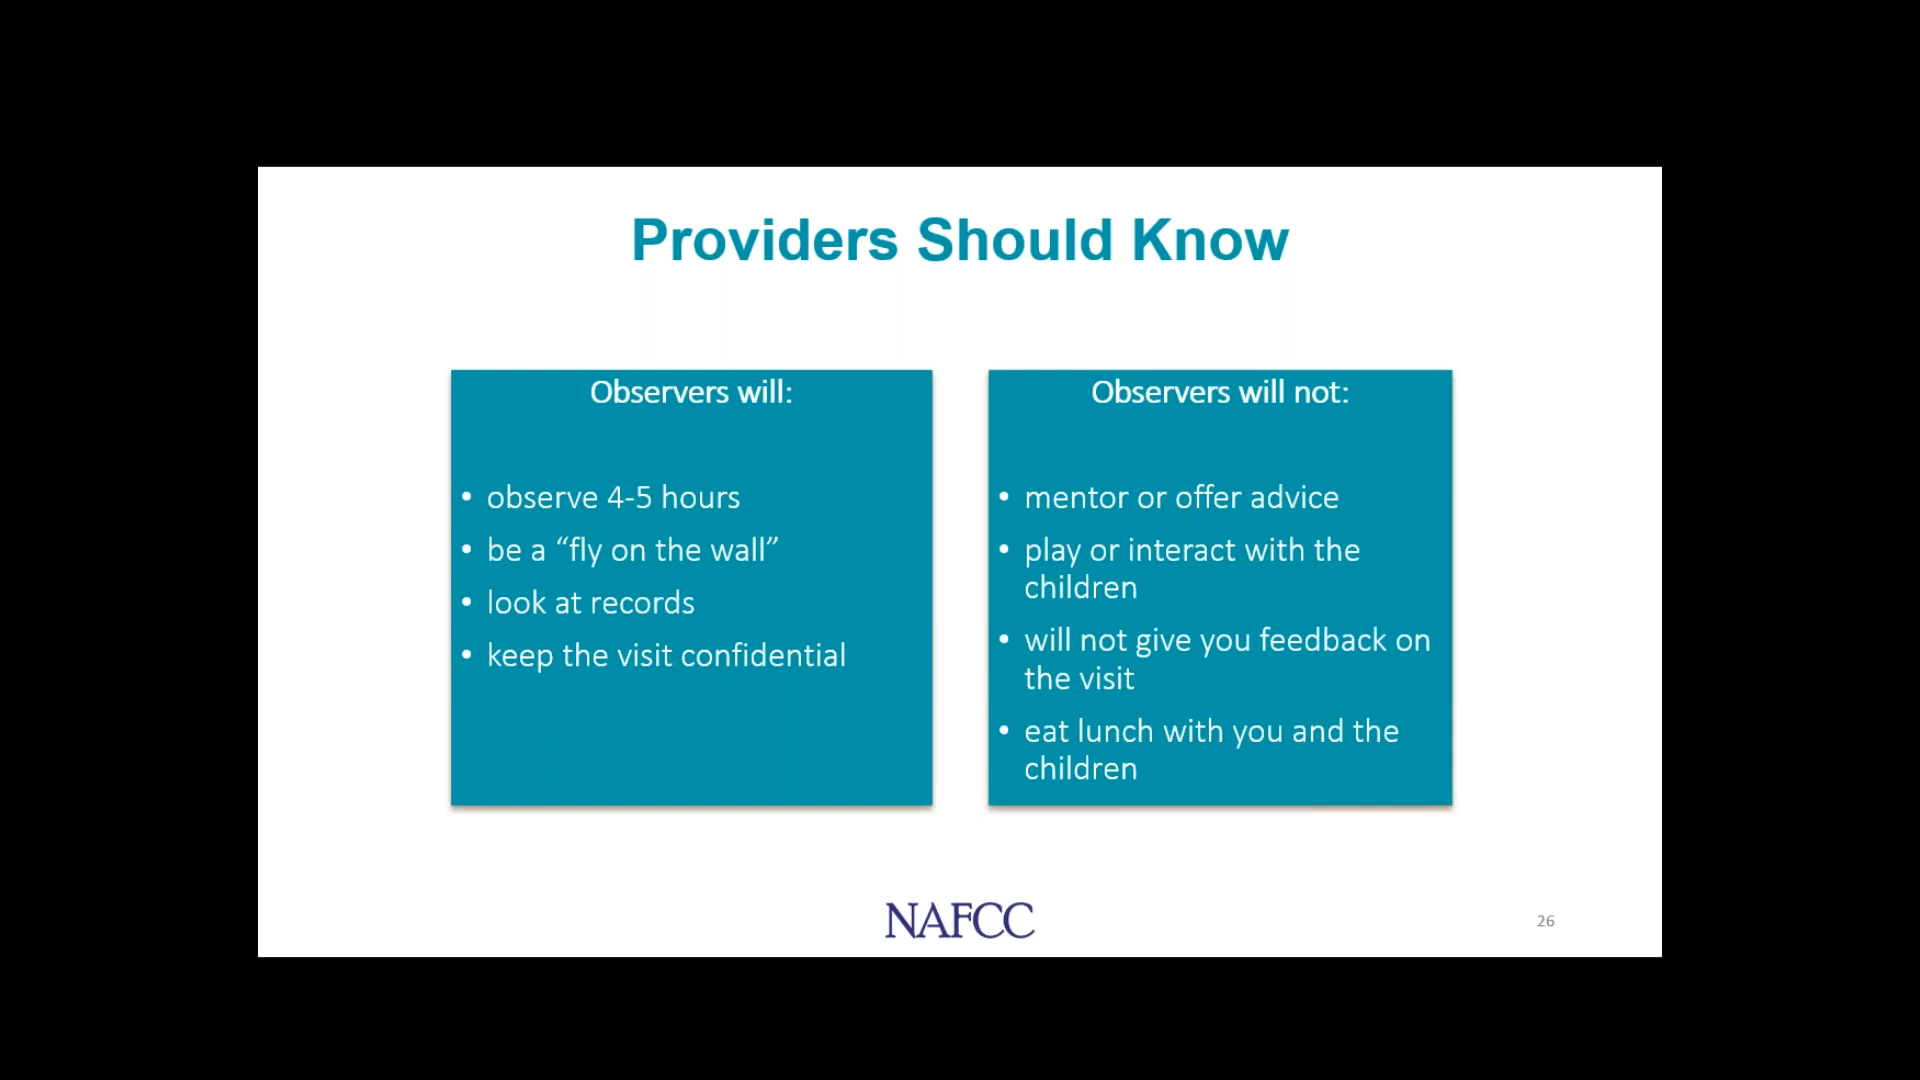 Providers Should Know
Observers will:
• observe 4-5 hours
• be a “fly on the wall”
• look at records
• keep the visit confidential
Observers will not:
• mentor or offer advice
• play or interact with the
children
• will not give you feedback on
the visit
• eat lunch with you and the
children
NAFCC
26